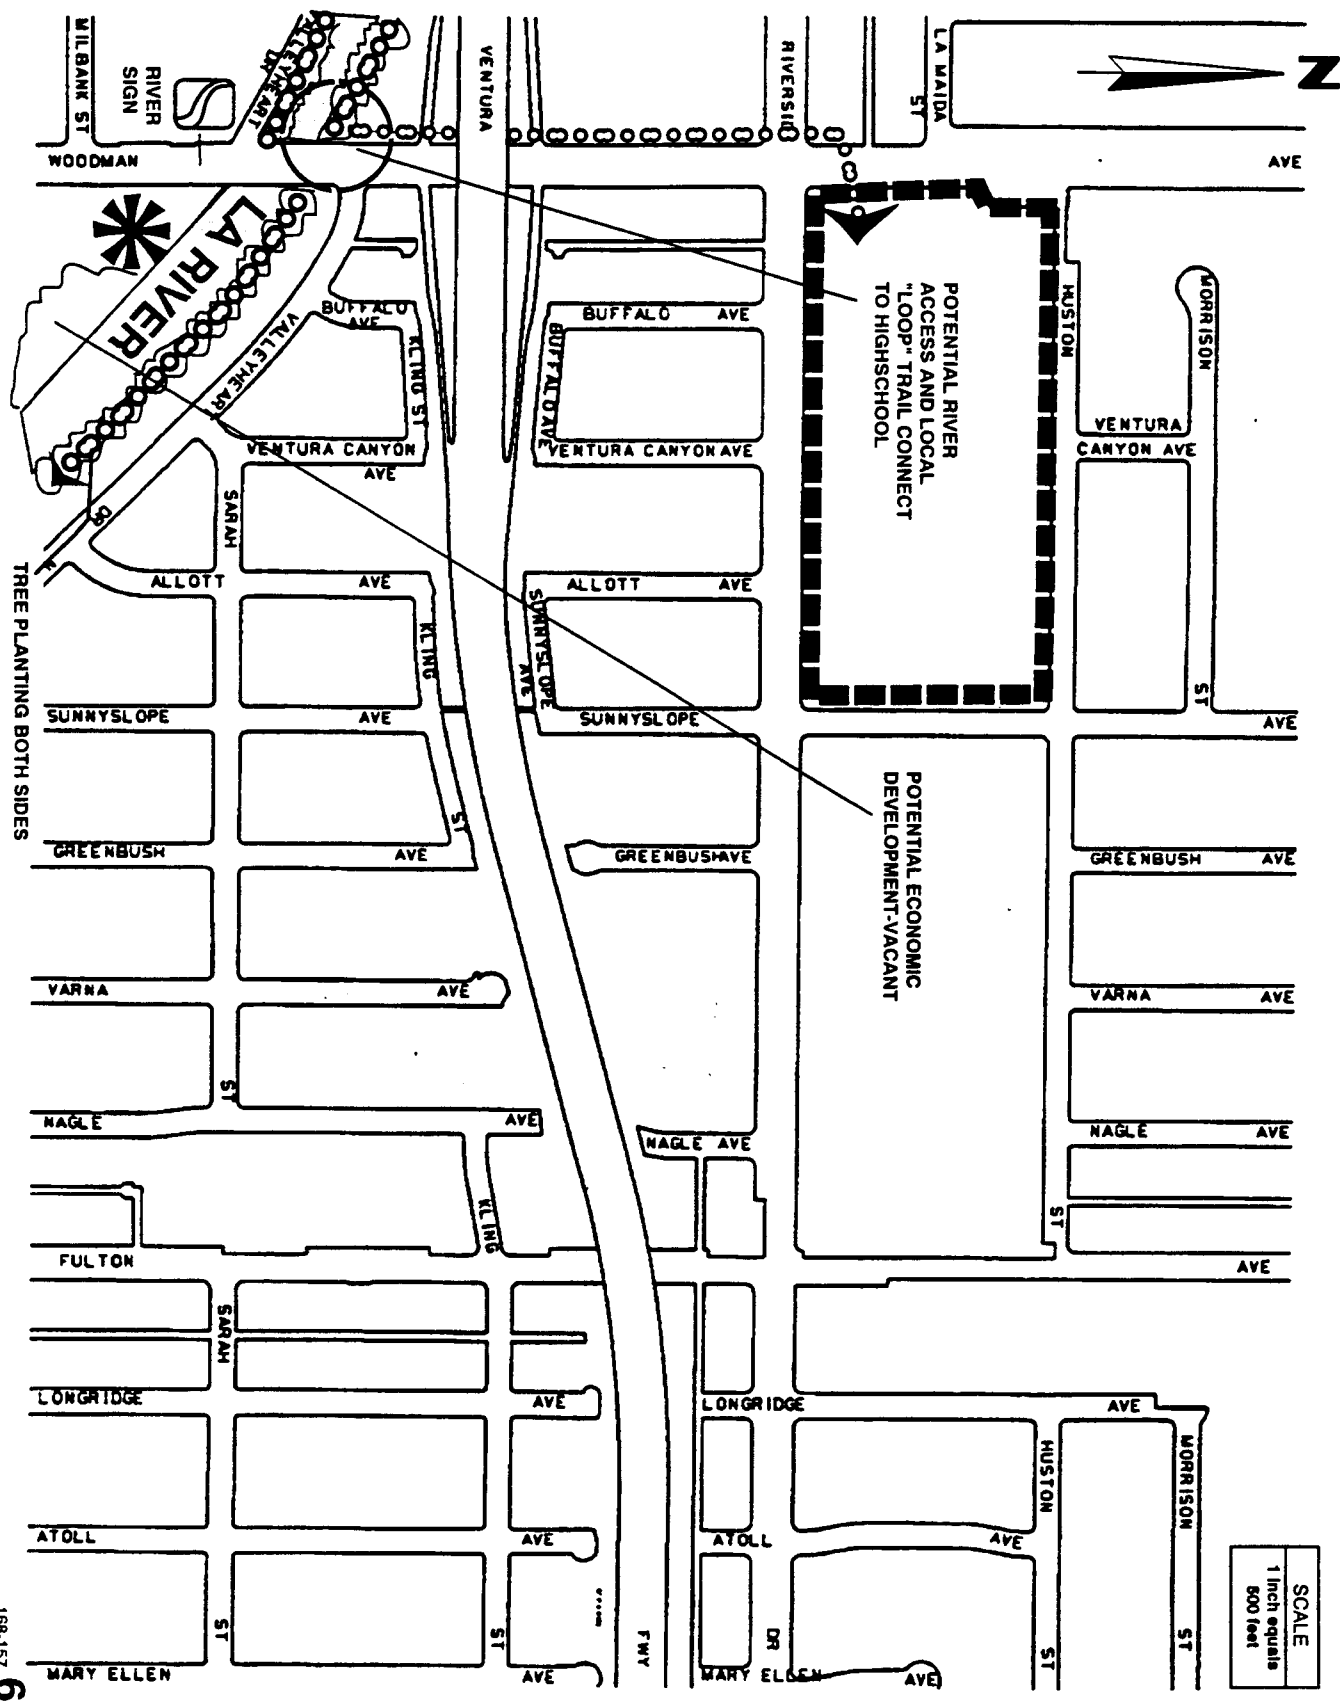 N
SCALE
1 inch equals
600 feet
LA MAIDA
ST
RIVERSIDE
VENTURA
VALLEYHEART
DR
MILBANK ST
RIVER
SIGN
WOODMAN
AVE
LA RIVER
POTENTIAL RIVER
ACCESS AND LOCAL
"LOOP" TRAIL CONNECT
TO HIGHSCHOOL
MORRISON
HUSTON
BUFFALO
AVE
BUFFALO AVE
BUFFALO
AVE
KLING ST
VALLEYHEART
VENTURA
CANYON AVE
VENTURA CANYON AVE
VENTURA CANYON
AVE
SARAH
DR
N
ALLOTT
AVE
ALLOTT
AVE
SUNNYSLOPE
AVE
KLING
ST
AVE
SUNNYSLOPE
SUNNYSLOPE
AVE
TREE PLANTING BOTH SIDES
POTENTIAL ECONOMIC
DEVELOPMENT-VACANT
GREENBUSH
AVE
GREENBUSH AVE
GREENBUSH
AVE
ST
VARNA
AVE
VARNA
AVE
ST
NAGLE
AVE
NAGLE AVE
NAGLE
AVE
ST
KLING
FULTON
AVE
SARAH
LONGRIDGE
AVE
LONGRIDGE
AVE
HUSTON
MORRISON
ATOLL
AVE
ATOLL
AVE
ST
ST
FWY
DR
ST
ST
MARY ELLEN
AVE
MARY ELLEN
AVE
168-157
6